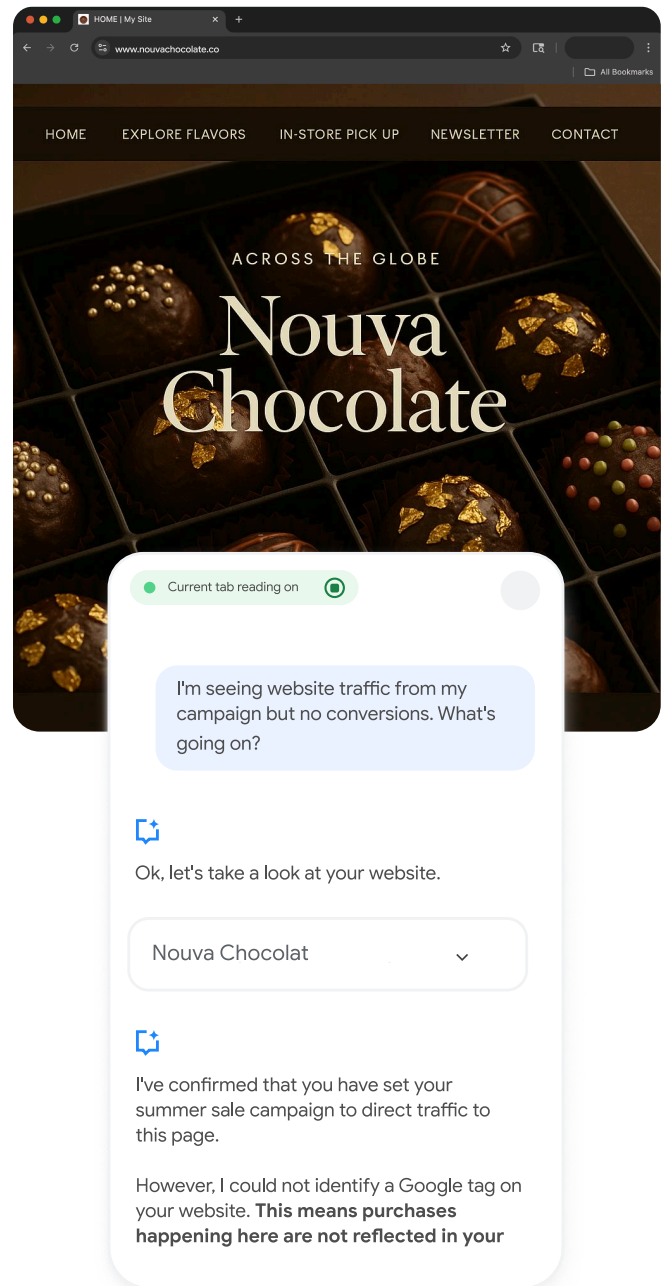 HOME | My Site
www.nouvachocolate.co
All Bookmarks
HOME EXPLORE FLAVORS IN-STORE PICK UP NEWSLETTER CONTACT
ACROSS THE GLOBE
Nouva
Chocolate
Current tab reading on
I'm seeing website traffic from my
campaign but no conversions. What's
going on?
Ok, let's take a look at your website.
Nouva Chocolat
I've confirmed that you have set your
summer sale campaign to direct traffic to
this page.
However, I could not identify a Google tag on
your website. This means purchases
happening here are not reflected in your